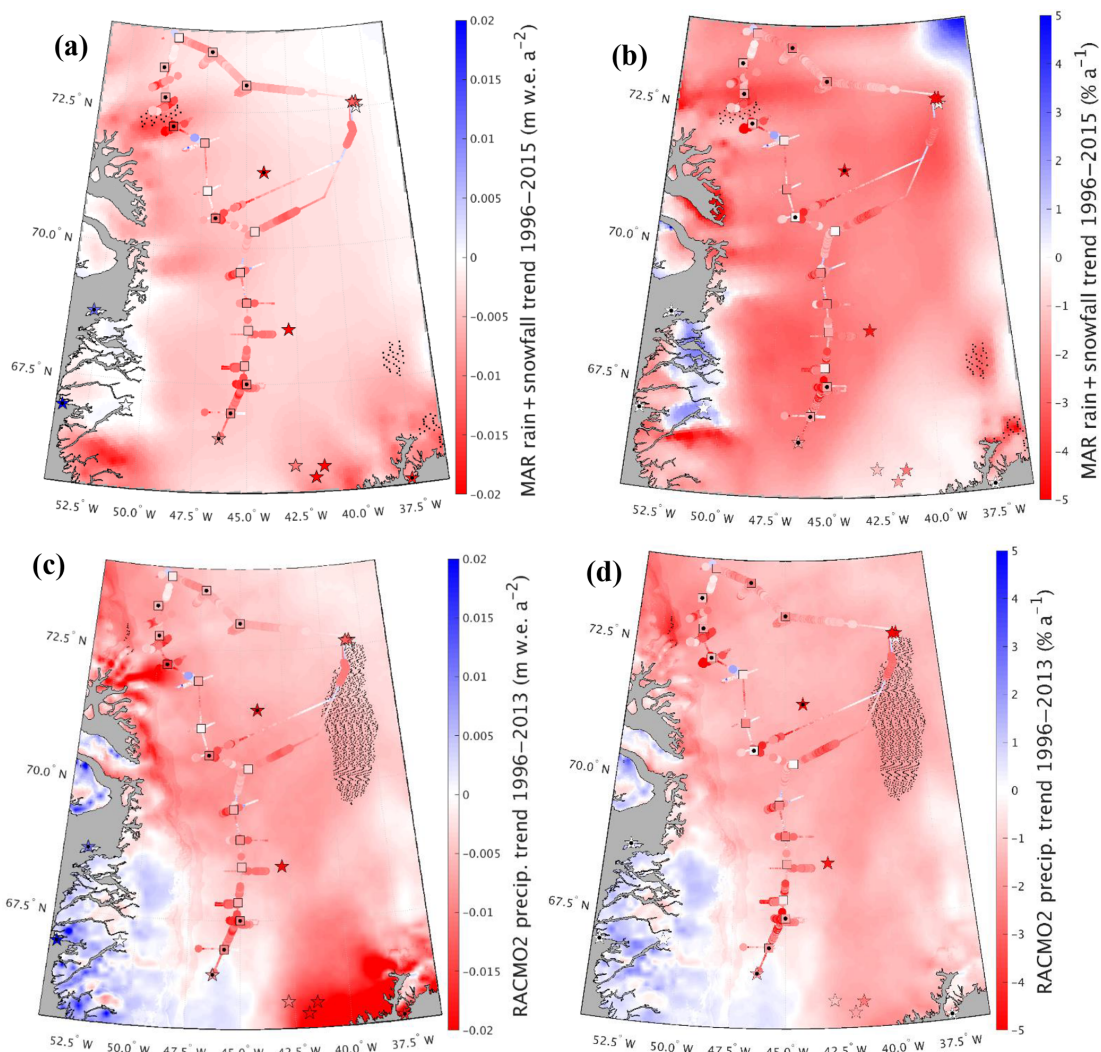 (a)
72.5° N
70.0° N
67.5° N
52.5° W
50.0° W
47.5° W
45.0° W
42.5° W
40.0° W
37.5° W
0.02
0.015
0.01
0.005
0
−0.005
−0.01
−0.015
−0.02
MAR rain+snowfall trend 1996−2015 (m w.e. a⁻²)
(b)
72.5° N
70.0° N
67.5° N
52.5° W
50.0° W
47.5° W
45.0° W
42.5° W
40.0° W
37.5° W
5
4
3
2
1
0
−1
−2
−3
−4
−5
MAR rain+snowfall trend 1996−2015 (% a⁻¹)
(c)
72.5° N
70.0° N
67.5° N
52.5° W
50.0° W
47.5° W
45.0° W
42.5° W
40.0° W
37.5° W
0.02
0.015
0.01
0.005
0
−0.005
−0.01
−0.015
−0.02
RACMO2 precip. trend 1996−2013 (m w.e. a⁻²)
(d)
72.5° N
70.0° N
67.5° N
52.5° W
50.0° W
47.5° W
45.0° W
42.5° W
40.0° W
37.5° W
5
4
3
2
1
0
−1
−2
−3
−4
−5
RACMO2 precip. trend 1996−2013 (% a⁻¹)